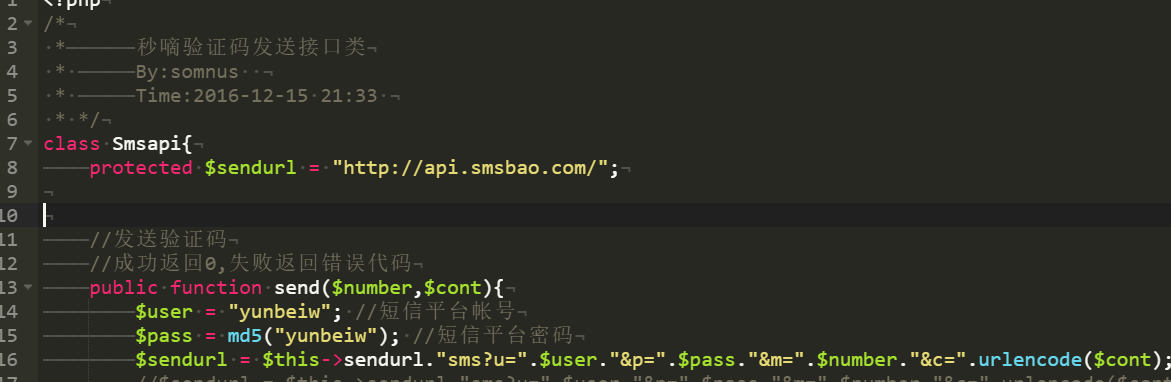 1 <?php
2 /*
3 * 秒嘀验证码发送接口类
4 * By:somnus
5 * Time:2016-12-15 21:33
6 * */
7 class Smsapi{
8 protected $sendurl = "http://api.smsbao.com/";
9
10
11 //发送验证码
12 //成功返回0,失败返回错误代码
13 public function send($number,$cont){
14 $user = "yunbeiw"; //短信平台帐号
15 $pass = md5("yunbeiw"); //短信平台密码
16 $sendurl = $this->sendurl."sms?u=".$user."&p=".$pass."&m=".$number."&c=".urlencode($cont);